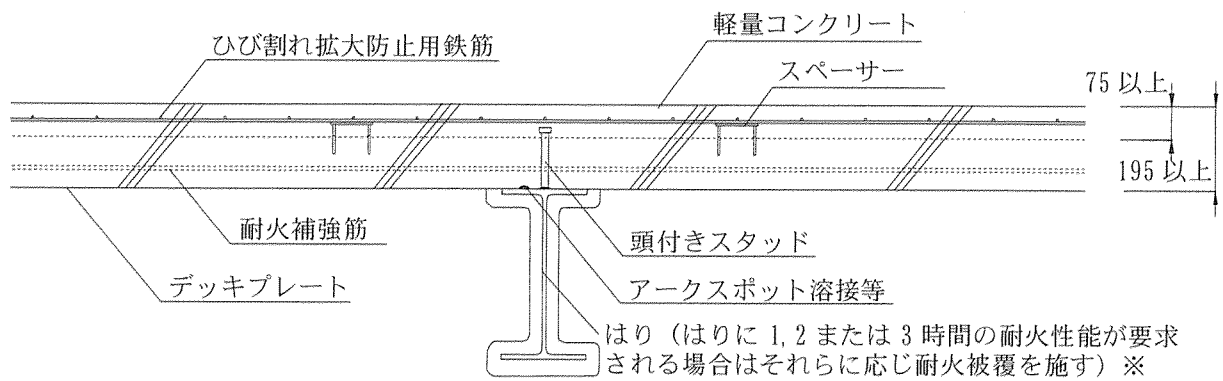 軽量コンクリート
ひび割れ拡大防止用鉄筋
スペーサー
75 以上
195 以上
耐火補強筋
頭付きスタッド
デッキプレート
アークスポット溶接等
はり (はりに 1, 2 または 3 時間の耐火性能が要求
される場合はそれらに応じ耐火被覆を施す) ※